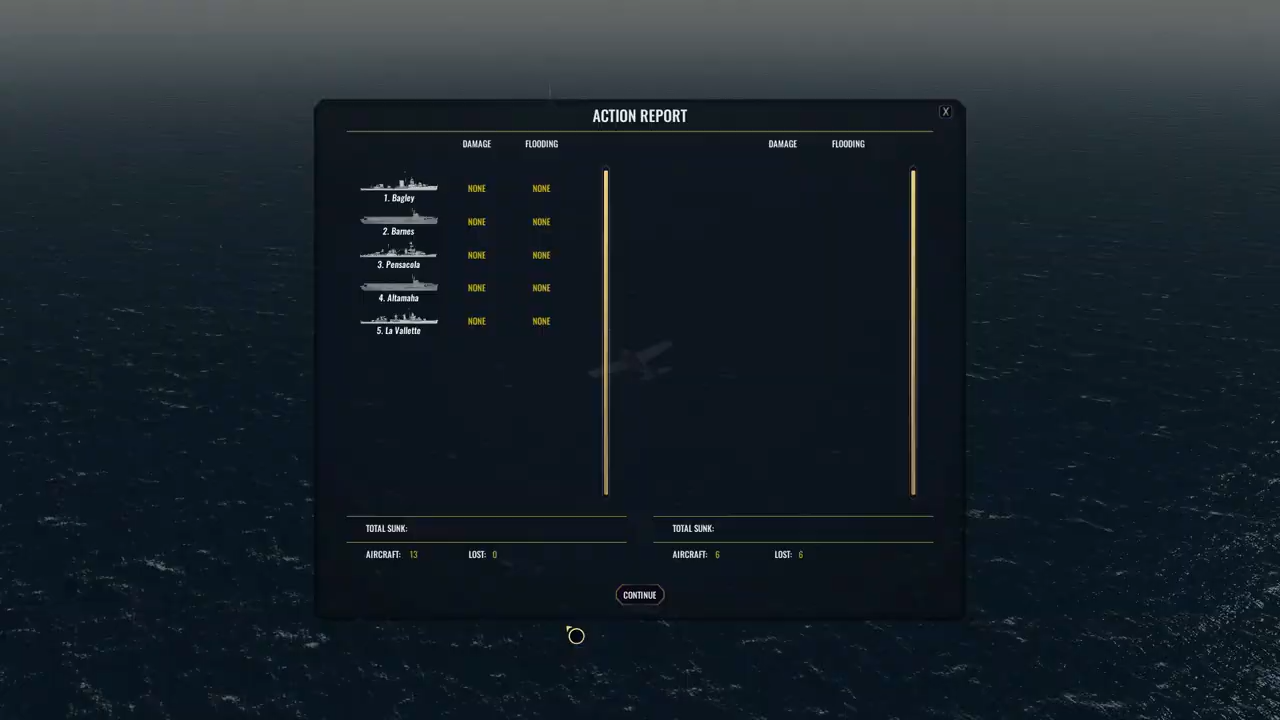 ACTION REPORT
X
DAMAGE FLOODING DAMAGE FLOODING
NONE NONE
1. Bagley
NONE NONE
2. Barnes
NONE NONE
3. Pensacola
NONE NONE
4. Altamaha
NONE NONE
5. La Vallette
TOTAL SUNK: TOTAL SUNK:
AIRCRAFT: 13 LOST: 0 AIRCRAFT: 6 LOST: 6
CONTINUE